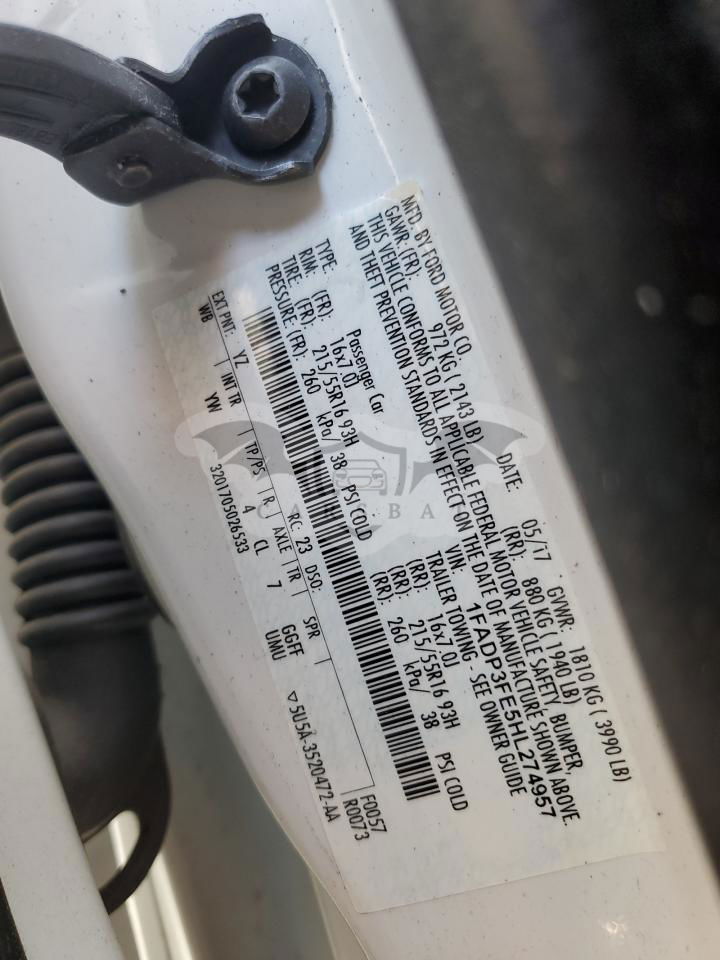 MFD. BY FORD MOTOR CO.
DATE: 05/17 GVWR: 1810 KG ( 3990 LB)
GAWR: (FR): 972 KG ( 2143 LB) (RR): 880 KG ( 1940 LB)
THIS VEHICLE CONFORMS TO ALL APPLICABLE FEDERAL MOTOR VEHICLE SAFETY, BUMPER,
AND THEFT PREVENTION STANDARDS IN EFFECT ON THE DATE OF MANUFACTURE SHOWN ABOVE.
VIN: 1FADP3FE5HL274957
TYPE: Passenger Car TRAILER TOWING - SEE OWNER GUIDE
RIM: (FR): 16x7.0J (RR): 16x7.0J
TIRE: (FR): 215/55R16 93H (RR): 215/55R16 93H
PRESSURE: (FR): 260 kPa/ 38 PSI COLD (RR): 260 kPa/ 38 PSI COLD
F0057
R0073
EXT PNT: YZ RC: 23 DSO:
WB INT TR TP/PS R AXLE TR SPR
YW 4 CL 7 GGFF
UMU
3201705026533 ▽5U5A-3520472-AA